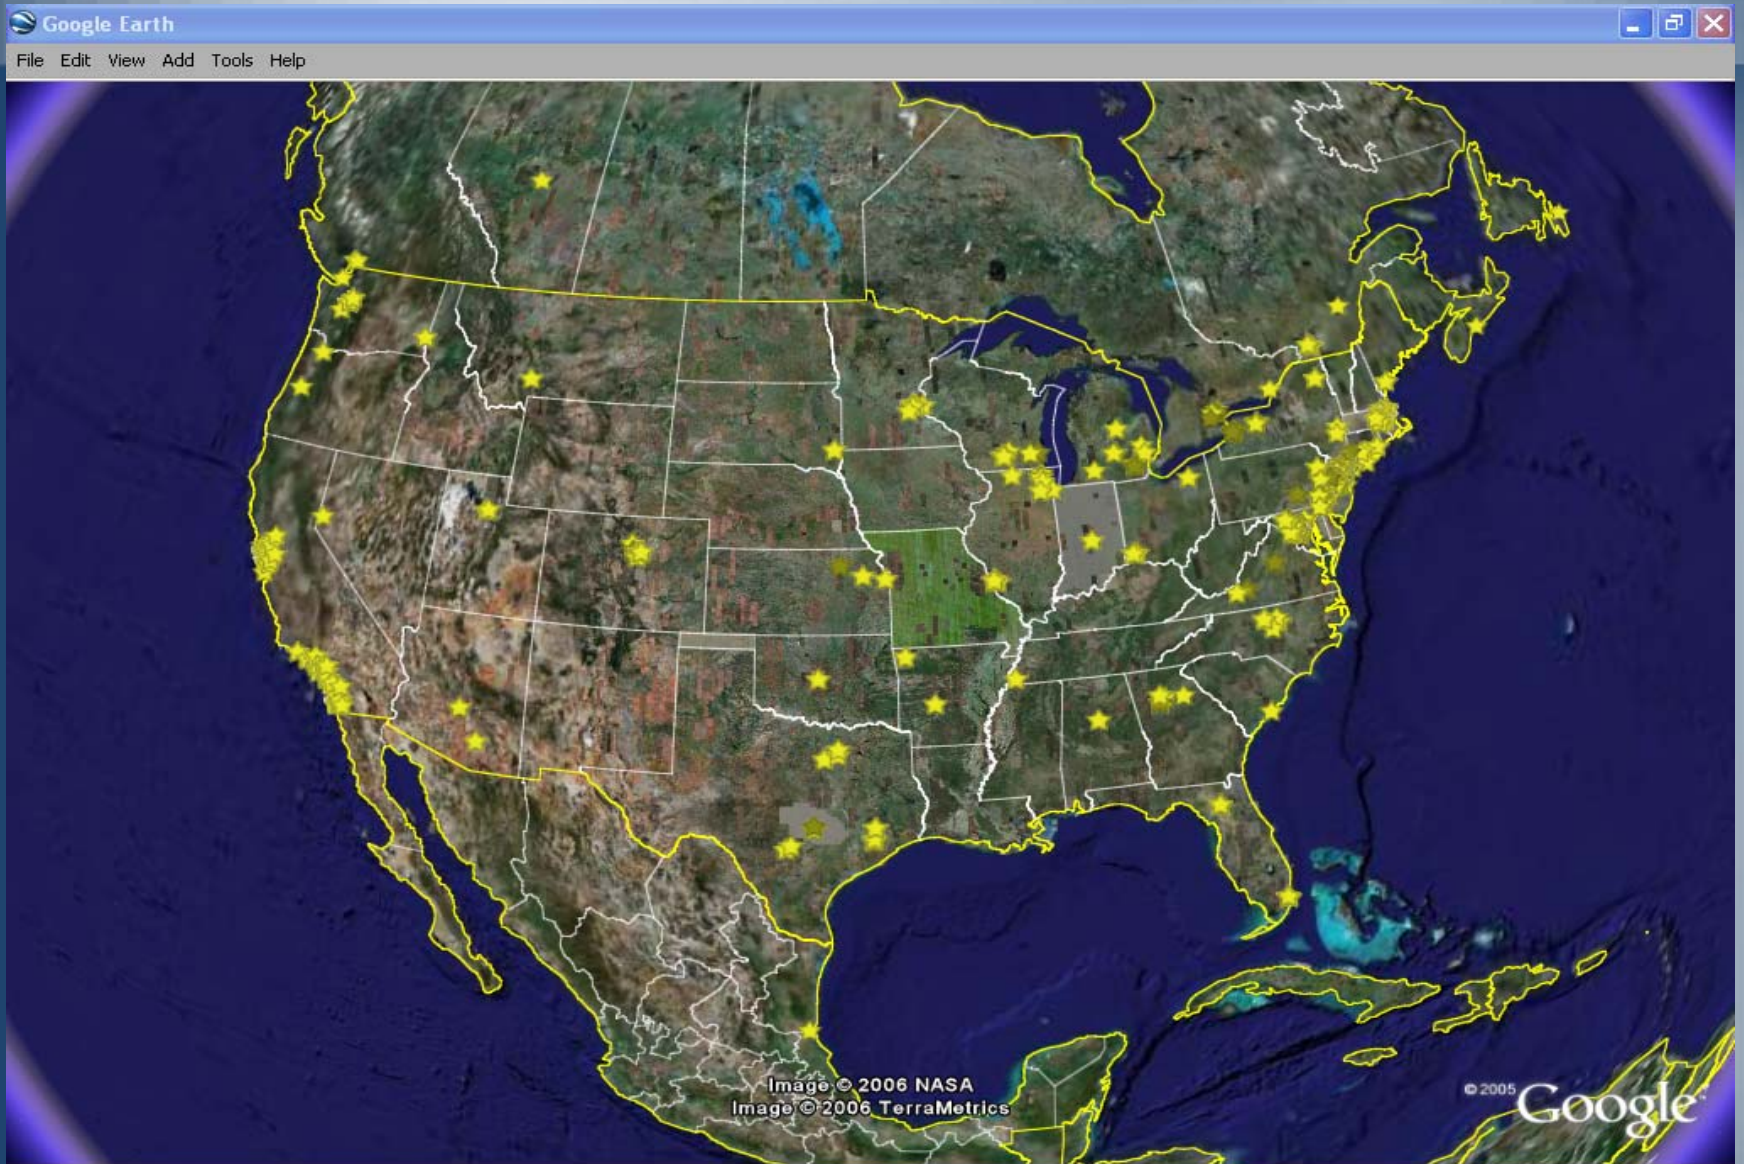 Google Earth
File Edit View Add Tools Help
Image © 2006 NASA
Image © 2006 TerraMetrics
© 2005 Google